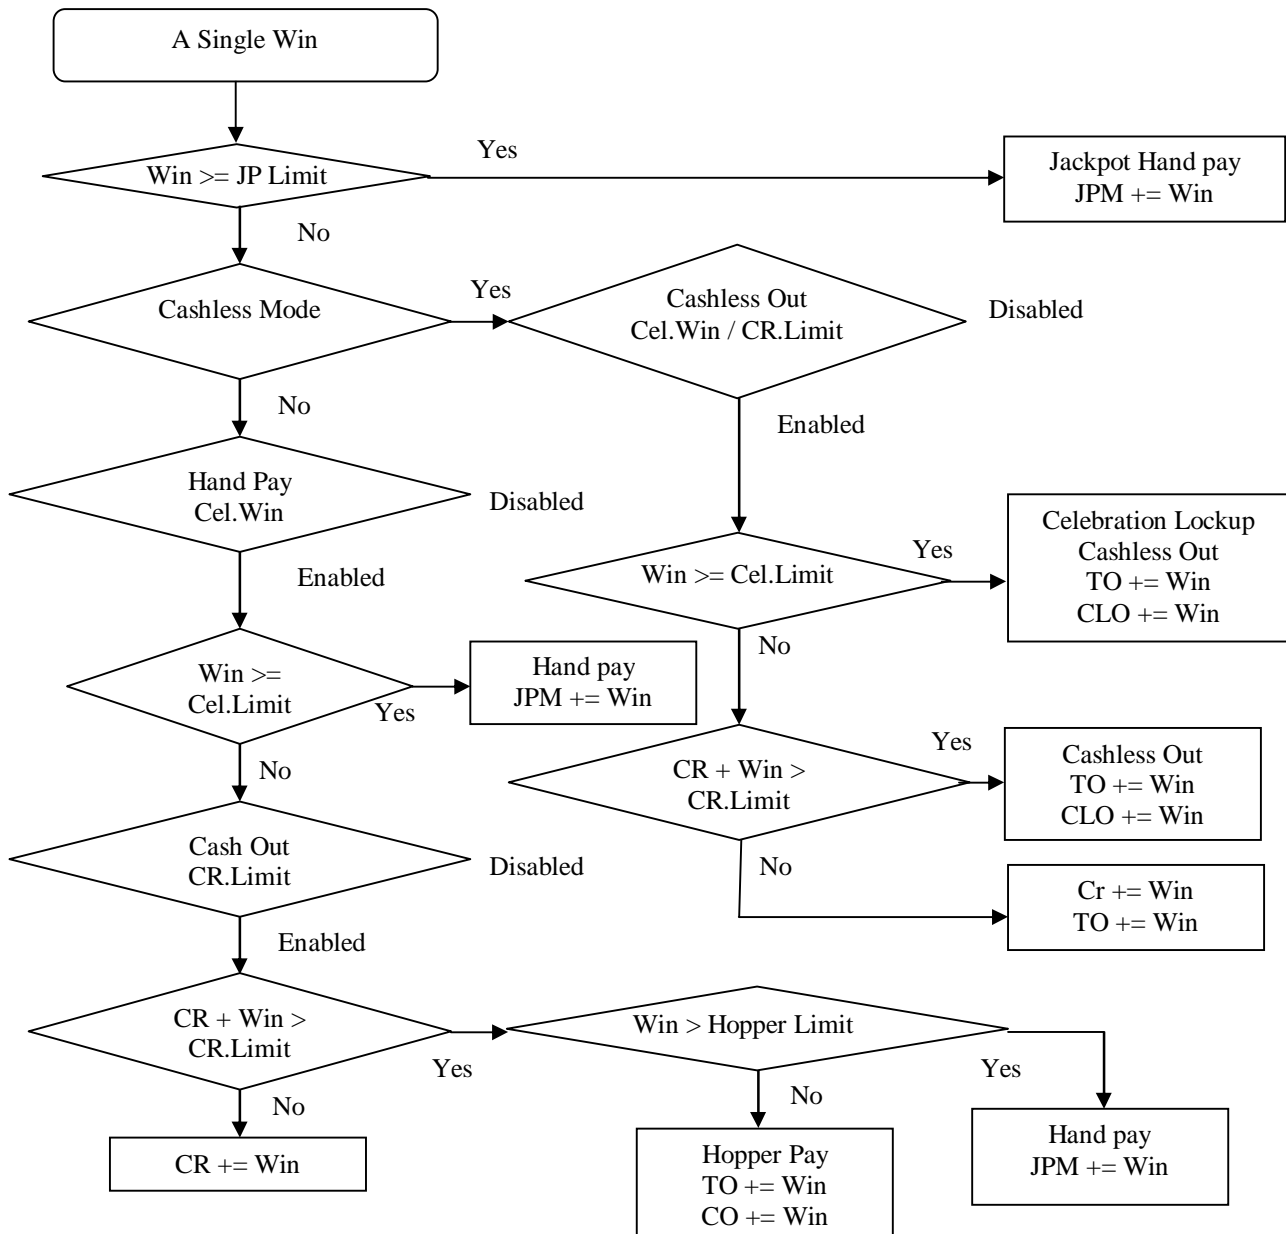 A Single Win
Yes
Win >= JP Limit
Jackpot Hand pay
JPM += Win
No
Cashless Mode
Yes
Cashless Out
Cel.Win / CR.Limit
Disabled
No
Enabled
Hand Pay
Cel.Win
Disabled
Enabled
Win >= Cel.Limit
Yes
Celebration Lockup
Cashless Out
TO += Win
CLO += Win
No
Win >=
Cel.Limit
Yes
Hand pay
JPM += Win
No
CR + Win >
CR.Limit
Yes
Cashless Out
TO += Win
CLO += Win
Cash Out
CR.Limit
Disabled
No
Cr += Win
TO += Win
Enabled
CR + Win >
CR.Limit
Yes
Win > Hopper Limit
Yes
No
No
CR += Win
Hopper Pay
TO += Win
CO += Win
Hand pay
JPM += Win